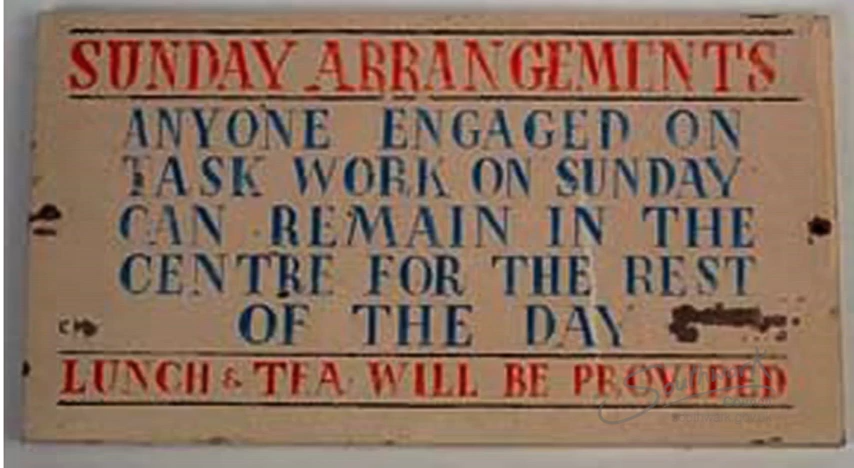 SUNDAY ARRANGEMENTS
ANYONE ENGAGED ON
TASK WORK ON SUNDAY
CAN REMAIN IN THE
CENTRE FOR THE REST
OF THE DAY
LUNCH & TEA WILL BE PROVIDED